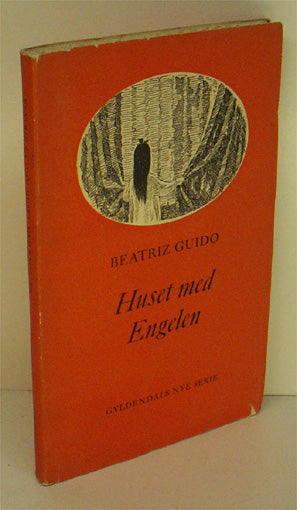 BEATRIZ GUIDO
Huset med
Engelen
GYLDENDALS NYE SERIE